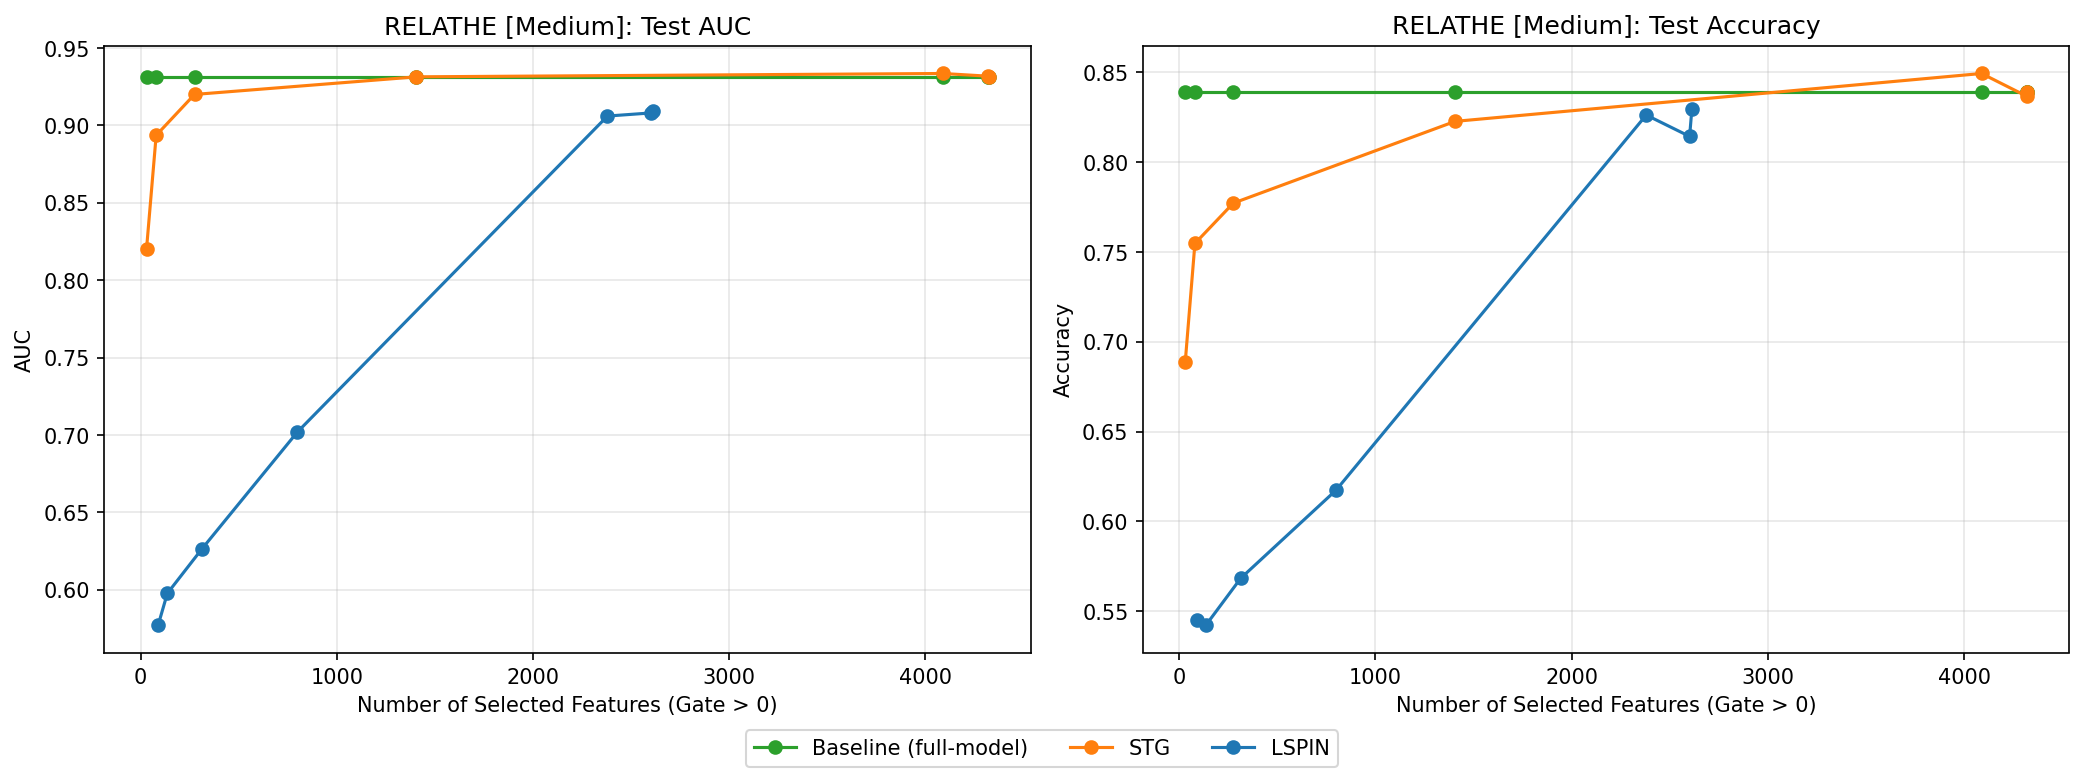 RELATHE [Medium]: Test AUC
0.95
0.90
0.85
0.80
0.75
0.70
0.65
0.60
AUC
0 1000 2000 3000 4000
Number of Selected Features (Gate > 0)
RELATHE [Medium]: Test Accuracy
0.85
0.80
0.75
0.70
0.65
0.60
0.55
Accuracy
0 1000 2000 3000 4000
Number of Selected Features (Gate > 0)
Baseline (full-model) STG LSPIN